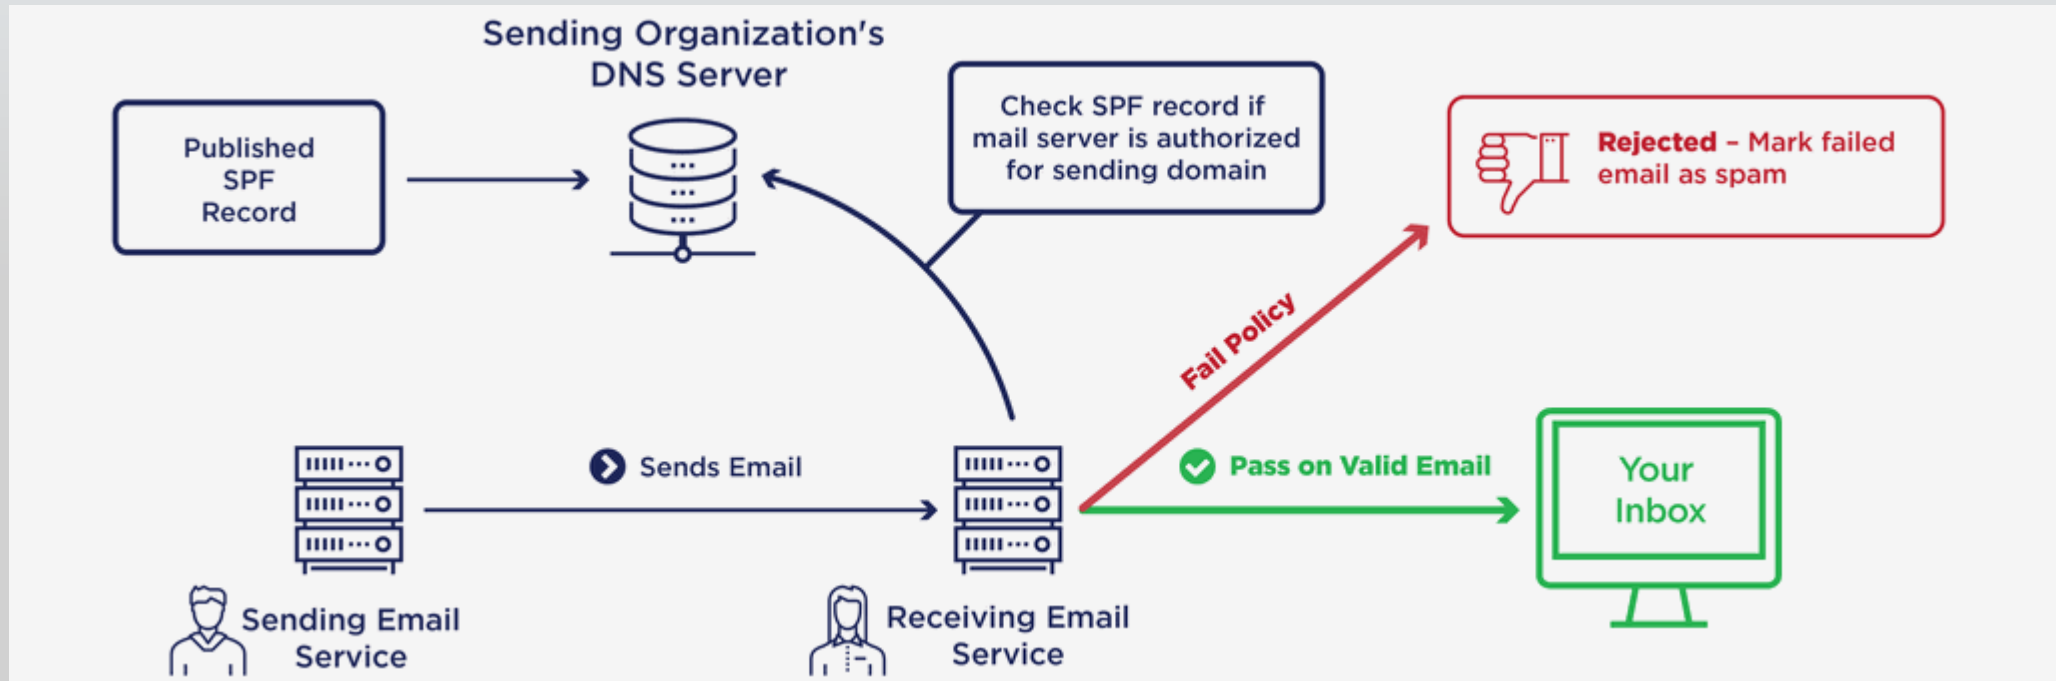 Sending Organization's
DNS Server
Published
SPF
Record
Check SPF record if
mail server is authorized
for sending domain
Rejected – Mark failed
email as spam
Fail Policy
Sends Email
Pass on Valid Email
Your
Inbox
Sending Email
Service
Receiving Email
Service